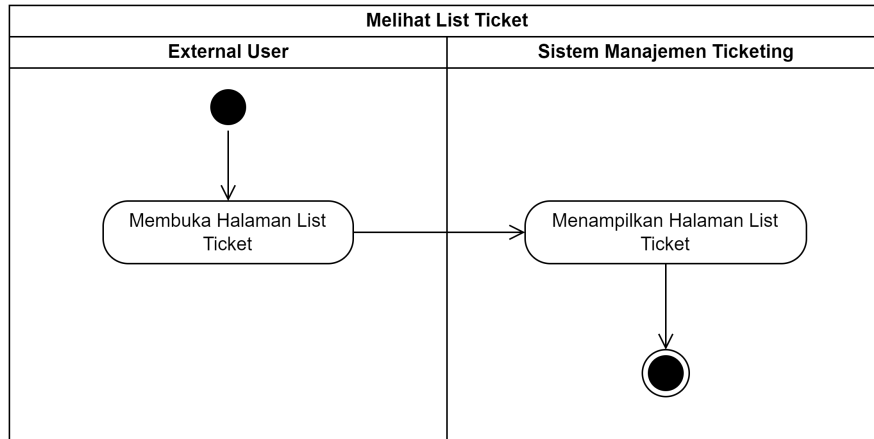 Melihat List Ticket
External User
Sistem Manajemen Ticketing
Membuka Halaman List
Ticket
Menampilkan Halaman List
Ticket